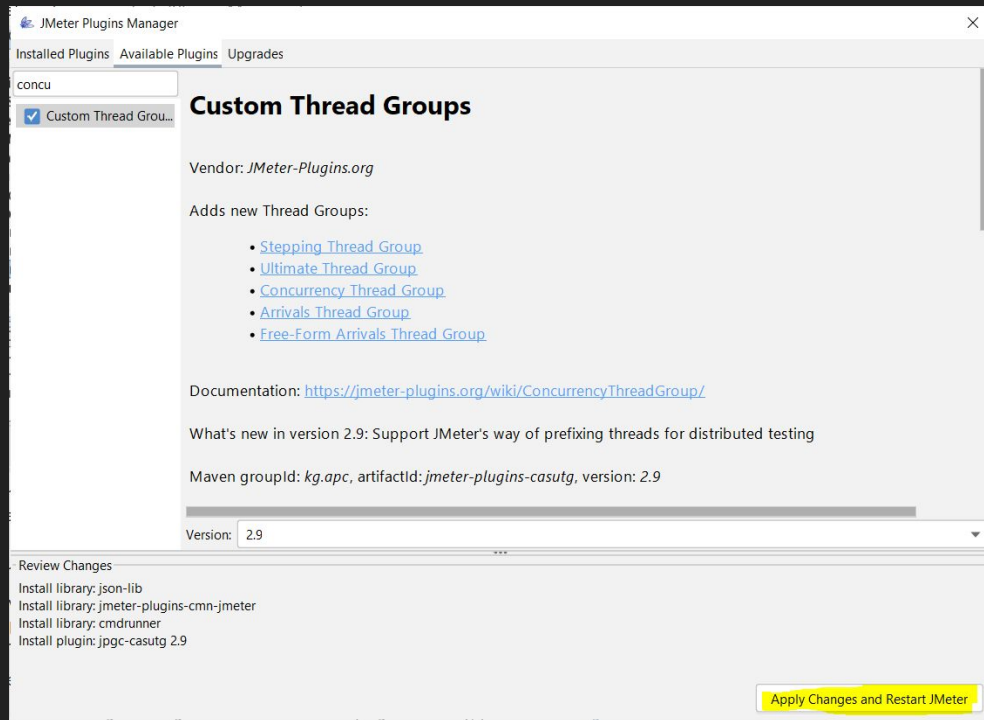 JMeter Plugins Manager
Installed Plugins Available Plugins Upgrades
concu
Custom Thread Grou...
Custom Thread Groups
Vendor: JMeter-Plugins.org
Adds new Thread Groups:
• Stepping Thread Group
• Ultimate Thread Group
• Concurrency Thread Group
• Arrivals Thread Group
• Free-Form Arrivals Thread Group
Documentation: https://jmeter-plugins.org/wiki/ConcurrencyThreadGroup/
What's new in version 2.9: Support JMeter's way of prefixing threads for distributed testing
Maven groupId: kg.apc, artifactId: jmeter-plugins-casutg, version: 2.9
Version: 2.9
Review Changes
Install library: json-lib
Install library: jmeter-plugins-cmn-jmeter
Install library: cmdrunner
Install plugin: jpgc-casutg 2.9
Apply Changes and Restart JMeter